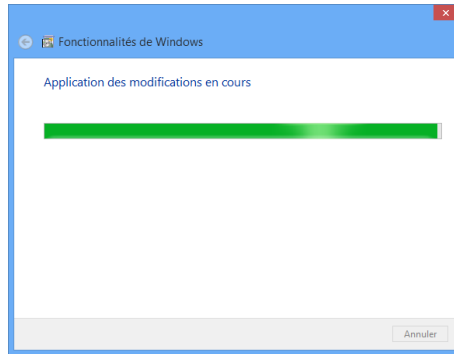 Fonctionnalités de Windows
Application des modifications en cours
Annuler